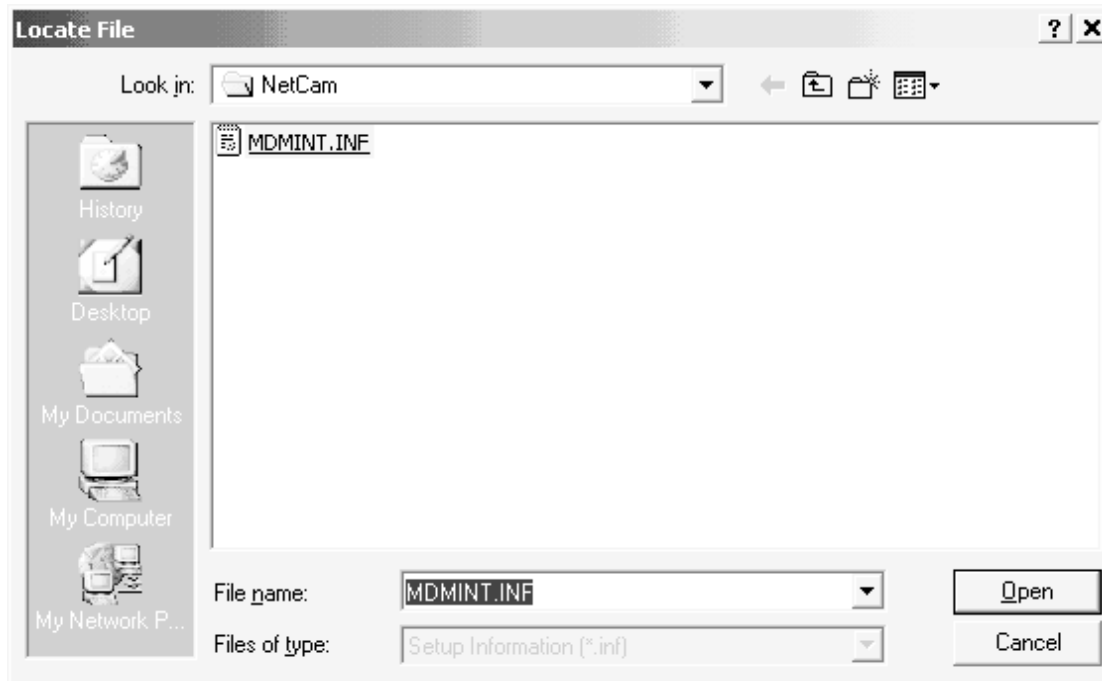 Locate File
Look in: NetCam
MDMINT.INF
History
Desktop
My Documents
My Computer
My Network P...
File name: MDMINT.INF
Open
Files of type: Setup Information (*.inf)
Cancel